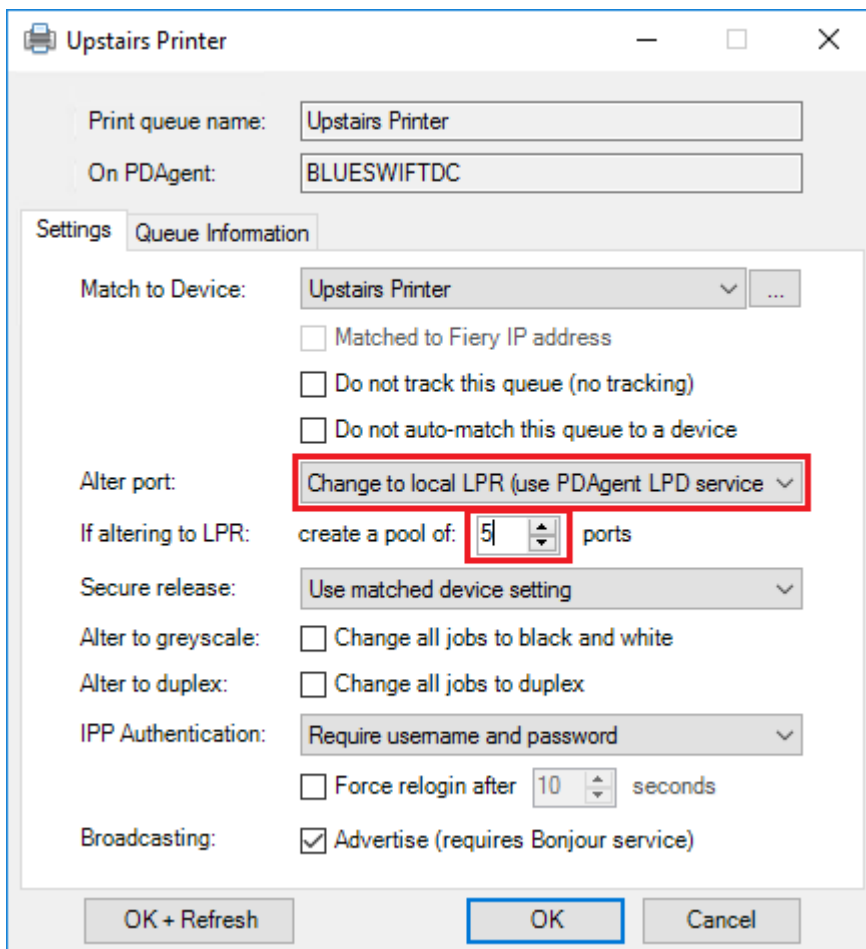 Upstairs Printer
Print queue name: Upstairs Printer
On PDAgent: BLUESWIFTDC
Settings Queue Information
Match to Device: Upstairs Printer ...
Matched to Fiery IP address
Do not track this queue (no tracking)
Do not auto-match this queue to a device
Alter port: Change to local LPR (use PDAgent LPD service
If altering to LPR: create a pool of: 5 ports
Secure release: Use matched device setting
Alter to greyscale: Change all jobs to black and white
Alter to duplex: Change all jobs to duplex
IPP Authentication: Require username and password
Force relogin after 10 seconds
Broadcasting: Advertise (requires Bonjour service)
OK + Refresh OK Cancel